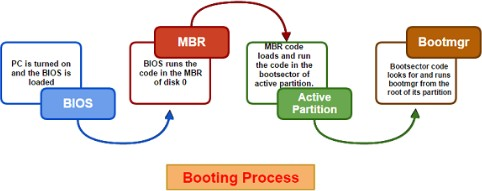 PC is turned on
and the BIOS is
loaded
BIOS
MBR
BIOS runs the
code in the MBR
of disk 0
MBR code
loads and run
the code in the
bootsector of
active partition.
Active
Partition
Bootmgr
Bootsector code
looks for and runs
bootmgr from the
root of its partition
Booting Process